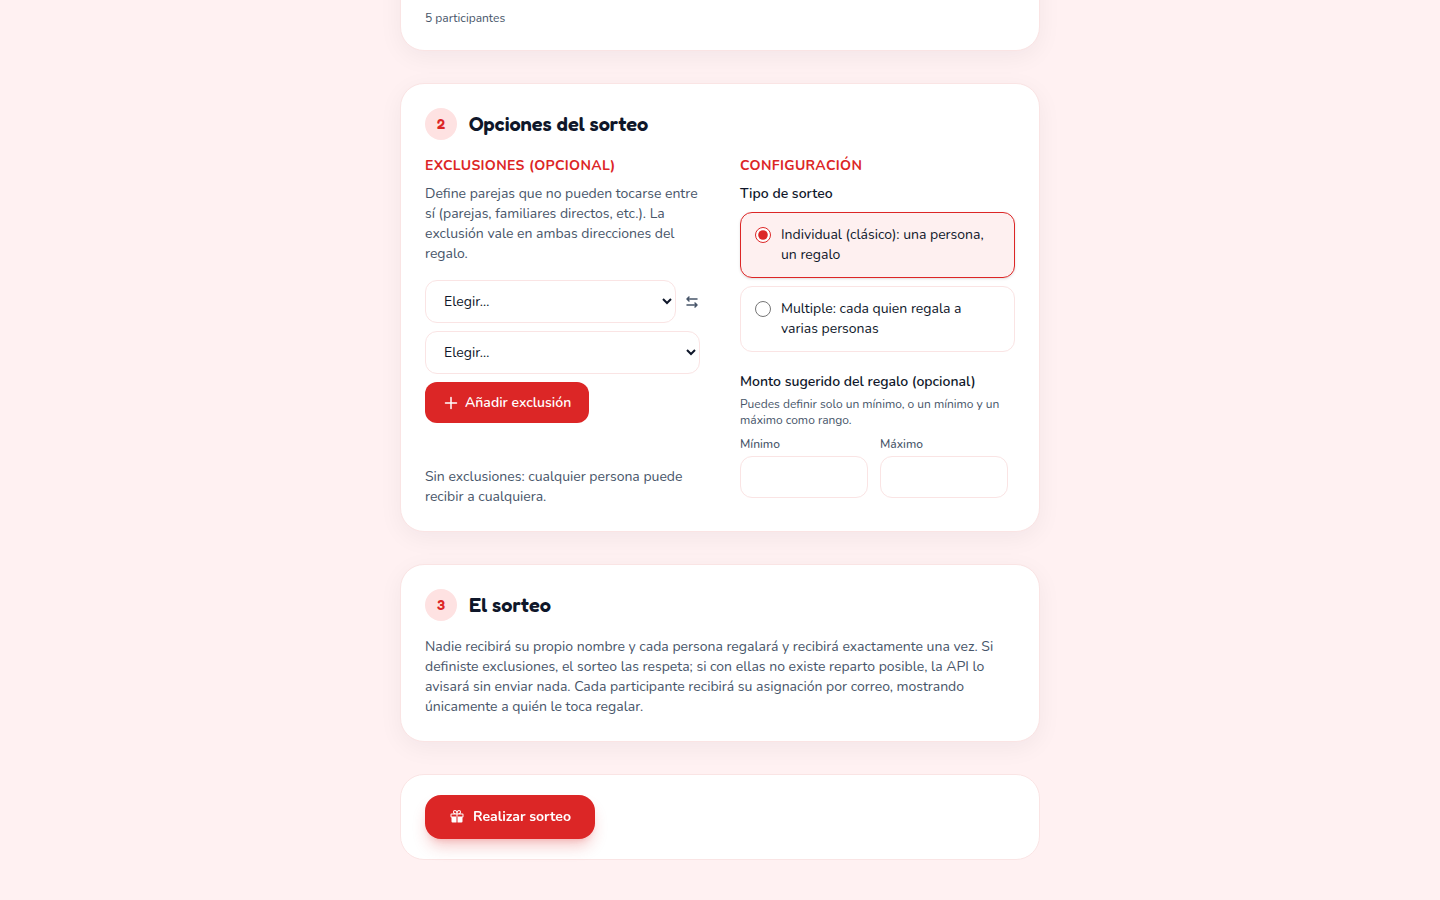 5 participantes
2
Opciones del sorteo
EXCLUSIONES (OPCIONAL)
Define parejas que no pueden tocarse entre
sí (parejas, familiares directos, etc.). La
exclusión vale en ambas direcciones del
regalo.
Elegir...
Elegir...
Añadir exclusión
Sin exclusiones: cualquier persona puede
recibir a cualquiera.
CONFIGURACIÓN
Tipo de sorteo
Individual (clásico): una persona,
un regalo
Multiple: cada quien regala a
varias personas
Monto sugerido del regalo (opcional)
Puedes definir solo un mínimo, o un mínimo y un
máximo como rango.
Mínimo
Máximo
3
El sorteo
Nadie recibirá su propio nombre y cada persona regalará y recibirá exactamente una vez. Si
definiste exclusiones, el sorteo las respeta; si con ellas no existe reparto posible, la API lo
avisará sin enviar nada. Cada participante recibirá su asignación por correo, mostrando
únicamente a quién le toca regalar.
Realizar sorteo